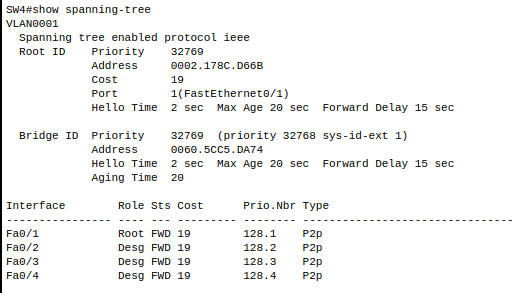 SW4#show spanning-tree
VLAN0001
  Spanning tree enabled protocol ieee
  Root ID    Priority    32769
             Address     0002.178C.D66B
             Cost        19
             Port        1(FastEthernet0/1)
             Hello Time  2 sec  Max Age 20 sec  Forward Delay 15 sec
  Bridge ID  Priority    32769  (priority 32768 sys-id-ext 1)
             Address     0060.5CC5.DA74
             Hello Time  2 sec  Max Age 20 sec  Forward Delay 15 sec
             Aging Time  20
Interface        Role Sts Cost      Prio.Nbr Type
---------------- ---- --- --------- -------- --------------------------------
Fa0/1            Root FWD 19        128.1    P2p
Fa0/2            Desg FWD 19        128.2    P2p
Fa0/3            Desg FWD 19        128.3    P2p
Fa0/4            Desg FWD 19        128.4    P2p